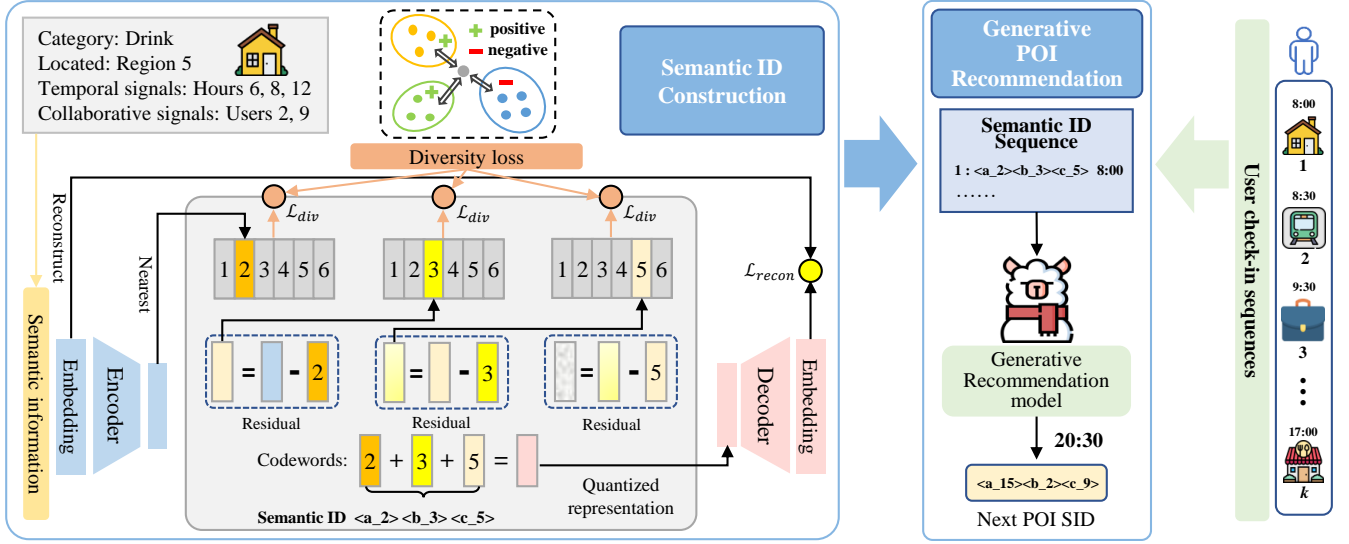 Category: Drink
Located: Region 5
Temporal signals: Hours 6, 8, 12
Collaborative signals: Users 2, 9
+ positive
- negative
Semantic ID
Construction
Diversity loss
Reconstruct
Nearest
Semantic information
Embedding
Encoder
ℒdiv
ℒdiv
ℒdiv
1 2 3 4 5 6
1 2 3 4 5 6
1 2 3 4 5 6
ℒrecon
= - 2
= - 3
= - 5
Residual
Residual
Residual
Codewords: 2 + 3 + 5 =
Quantized
representation
Semantic ID <a_2><b_3><c_5>
Decoder
Embedding
Generative
POI
Recommendation
Semantic ID
Sequence
1 : <a_2><b_3><c_5> 8:00
......
Generative
Recommendation
model
20:30
<a_15><b_2><c_9>
Next POI SID
User check-in sequences
8:00
1
8:30
2
9:30
3
17:00
k